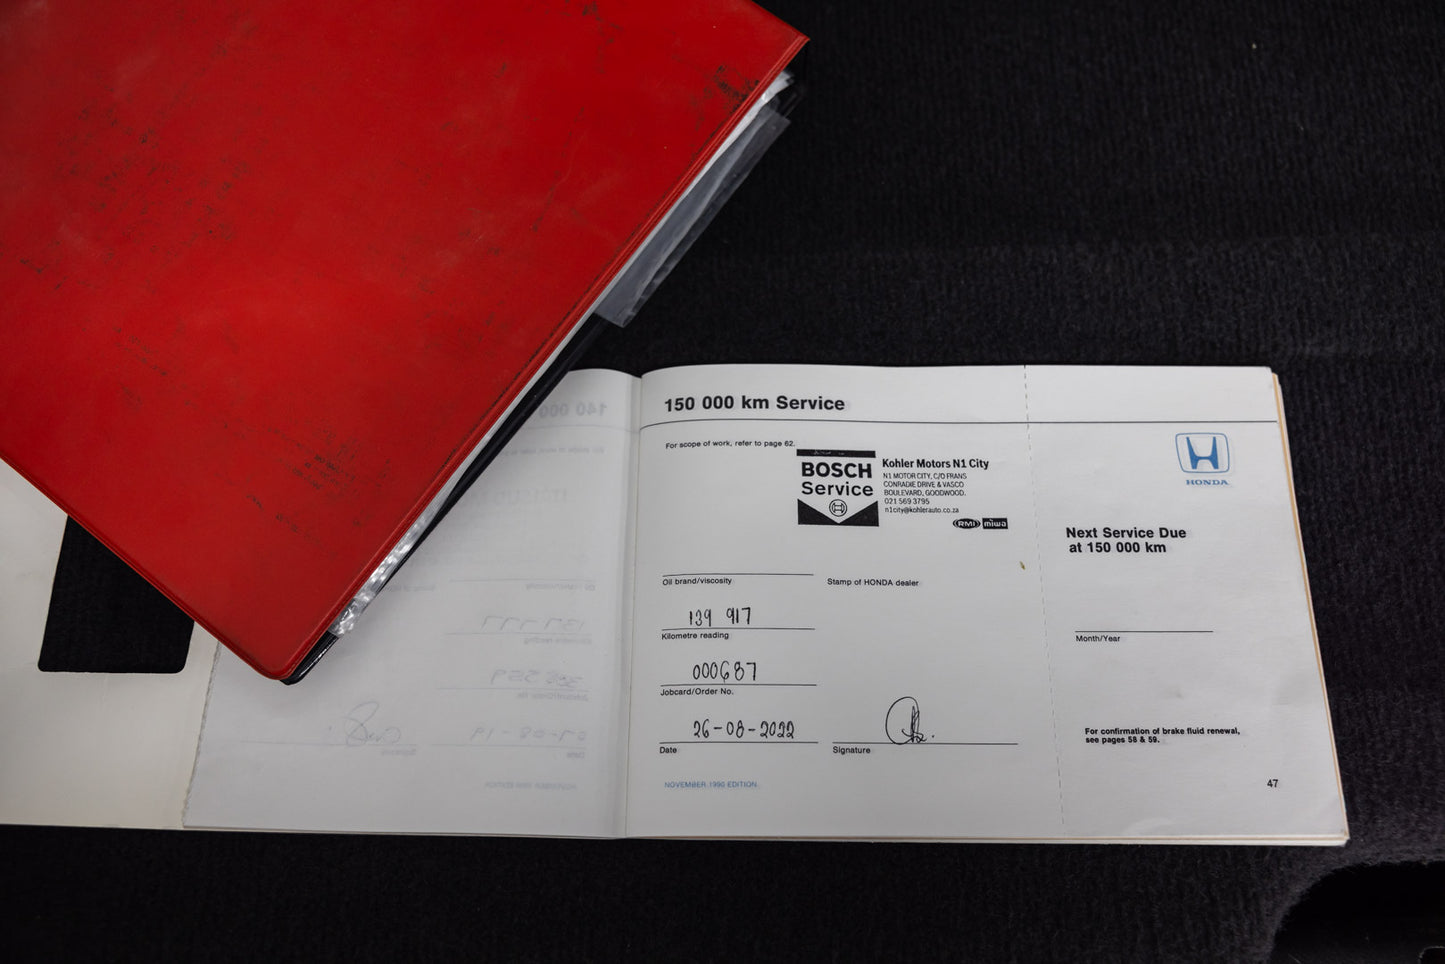 150 000 km Service
For scope of work, refer to page 62.
BOSCH
Service
Kohler Motors N1 City
N1 MOTOR CITY, C/O FRANS
CONRADIE DRIVE & VASCO
BOULEVARD, GOODWOOD.
021 569 3795
n1city@kohlerauto.co.za
RMI miwa
HONDA
Next Service Due
at 150 000 km
Oil brand/viscosity
Stamp of HONDA dealer
139 917
Kilometre reading
Month/Year
000687
Jobcard/Order No.
26-08-2022
Date
Signature
For confirmation of brake fluid renewal,
see pages 58 & 59.
NOVEMBER 1990 EDITION
47